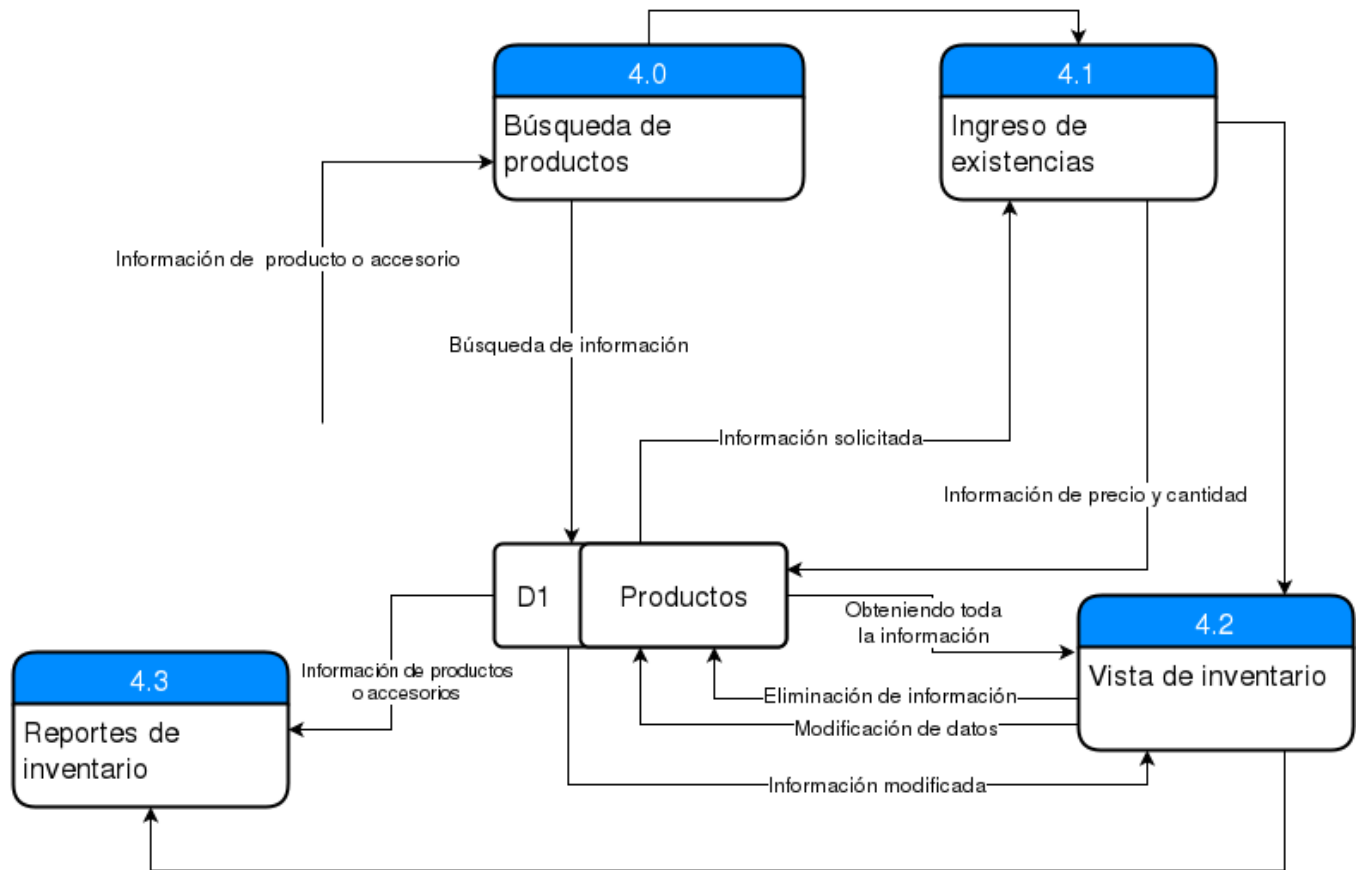 4.0
Búsqueda de
productos
4.1
Ingreso de
existencias
Información de producto o accesorio
Búsqueda de información
Información solicitada
Información de precio y cantidad
D1
Productos
Obteniendo toda
la información
4.2
Vista de inventario
Información de productos
o accesorios
4.3
Reportes de
inventario
Eliminación de información
Modificación de datos
Información modificada